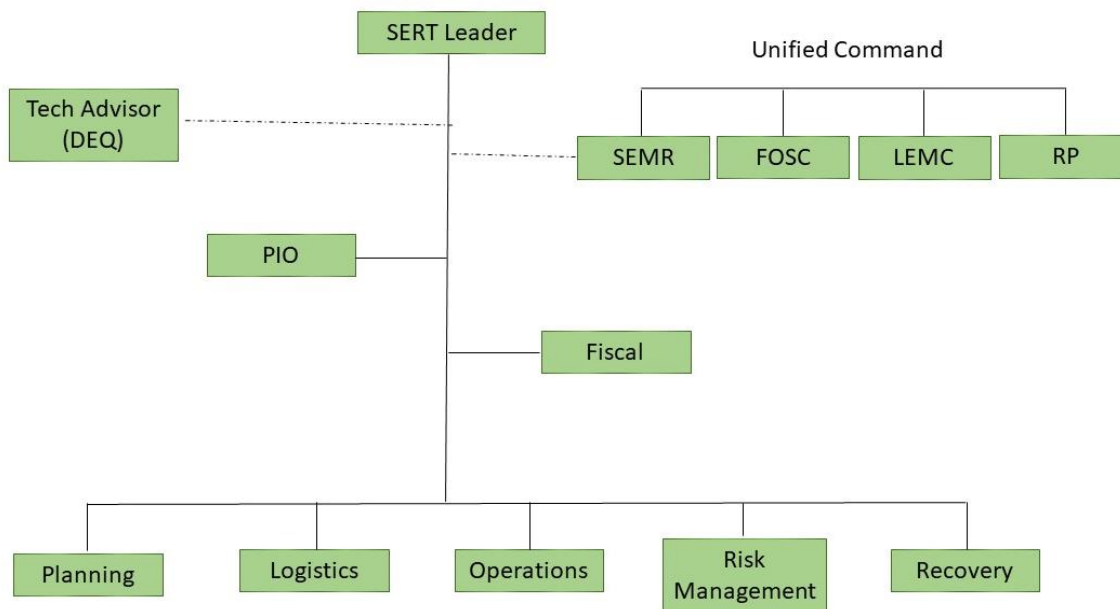 SERT Leader
Unified Command
Tech Advisor
(DEQ)
SEMR
FOSC
LEMC
RP
PIO
Fiscal
Planning
Logistics
Operations
Risk
Management
Recovery